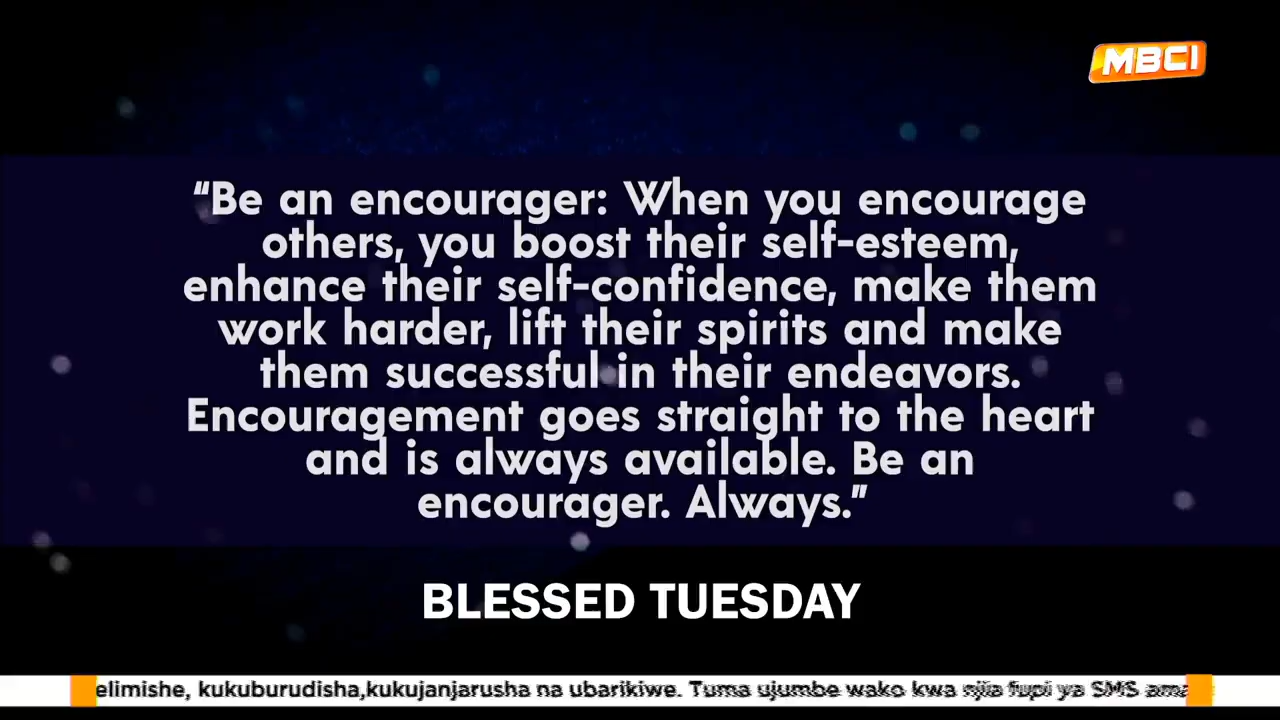 MBCI
“Be an encourager: When you encourage
others, you boost their self-esteem,
enhance their self-confidence, make them
work harder, lift their spirits and make
them successful in their endeavors.
Encouragement goes straight to the heart
and is always available. Be an
encourager. Always.”
BLESSED TUESDAY
elimishe, kukuburudisha,kukujanjarusha na ubarikiwe. Tuma ujumbe wako kwa njia fupi ya SMS ama